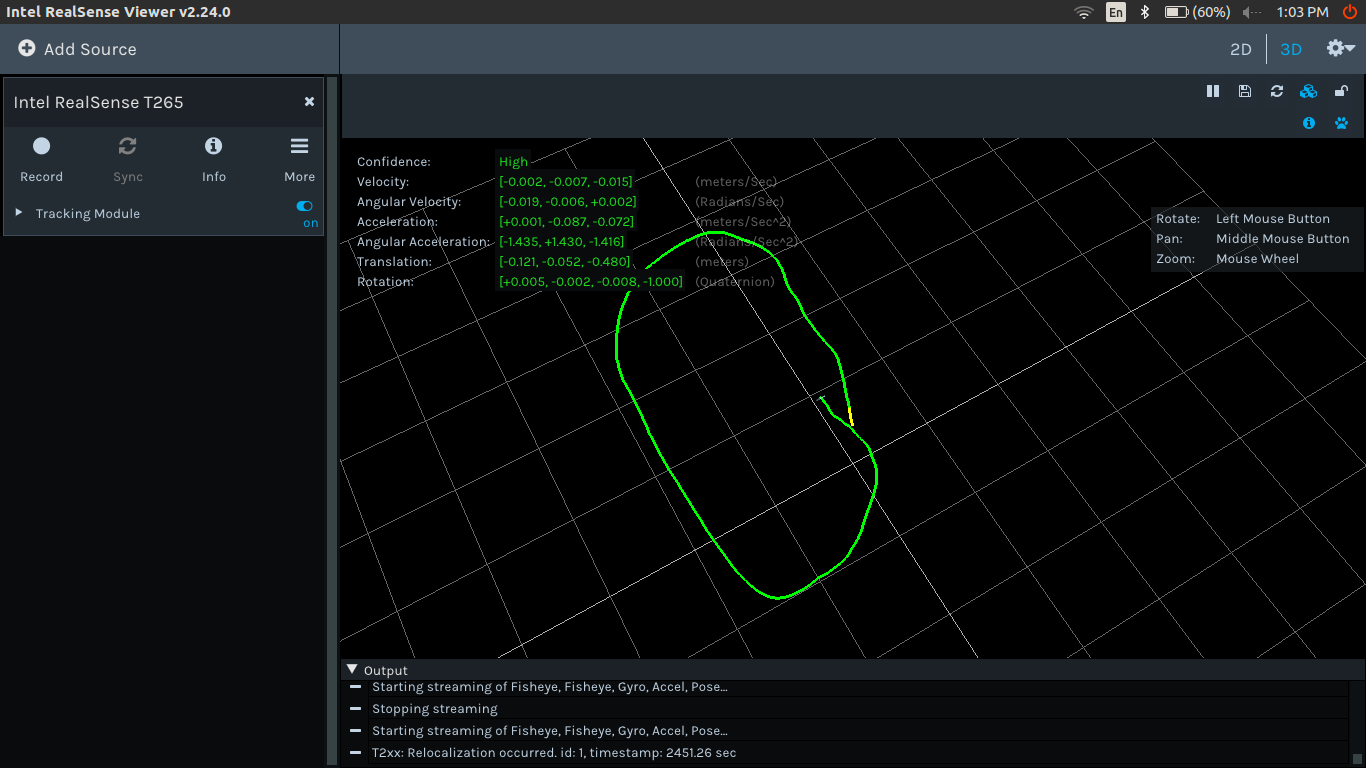 Intel RealSense Viewer v2.24.0
En
(60%)
1:03 PM
Add Source
2D
3D
Intel RealSense T265
Record
Sync
Info
More
Tracking Module
on
Confidence: High
Velocity: [-0.002, -0.007, -0.015] (meters/Sec)
Angular Velocity: [-0.019, -0.006, +0.002] (Radians/Sec)
Acceleration: [+0.001, -0.087, -0.072] (meters/Sec^2)
Angular Acceleration: [-1.435, +1.430, -1.416] (Radians/Sec^2)
Translation: [-0.121, -0.052, -0.480] (meters)
Rotation: [+0.005, -0.002, -0.008, -1.000] (Quaternion)
Rotate: Left Mouse Button
Pan: Middle Mouse Button
Zoom: Mouse Wheel
Output
Starting streaming of Fisheye, Fisheye, Gyro, Accel, Pose...
Stopping streaming
Starting streaming of Fisheye, Fisheye, Gyro, Accel, Pose...
T2xx: Relocalization occurred. id: 1, timestamp: 2451.26 sec